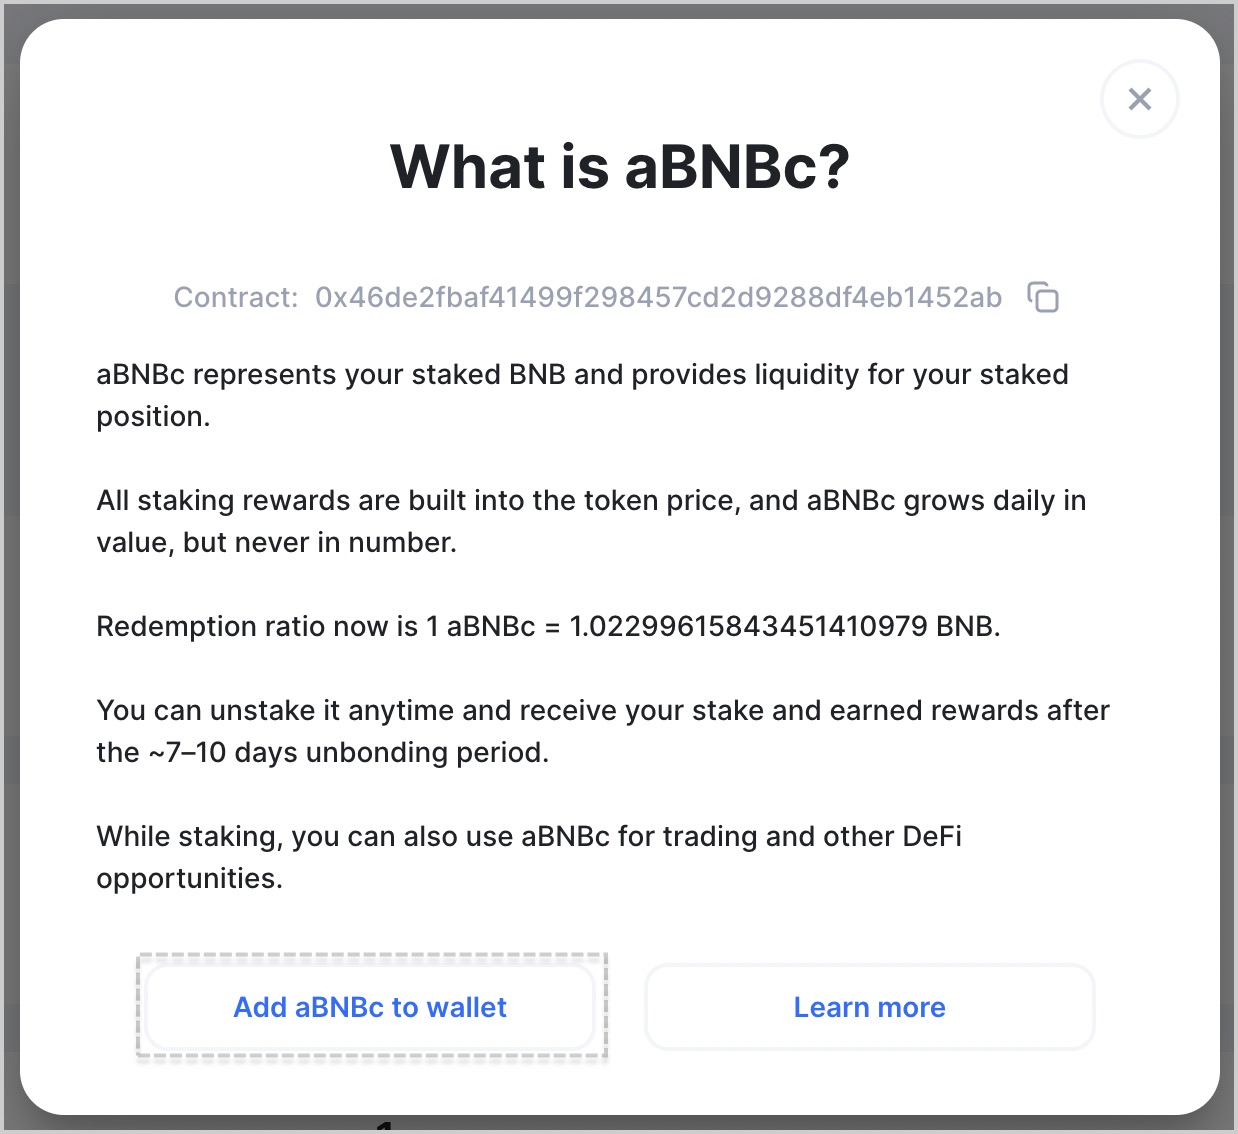 What is aBNBc?
Contract: 0x46de2fbaf41499f298457cd2d9288df4eb1452ab
aBNBc represents your staked BNB and provides liquidity for your staked
position.
All staking rewards are built into the token price, and aBNBc grows daily in
value, but never in number.
Redemption ratio now is 1 aBNBc = 1.02299615843451410979 BNB.
You can unstake it anytime and receive your stake and earned rewards after
the ~7–10 days unbonding period.
While staking, you can also use aBNBc for trading and other DeFi
opportunities.
Add aBNBc to wallet
Learn more